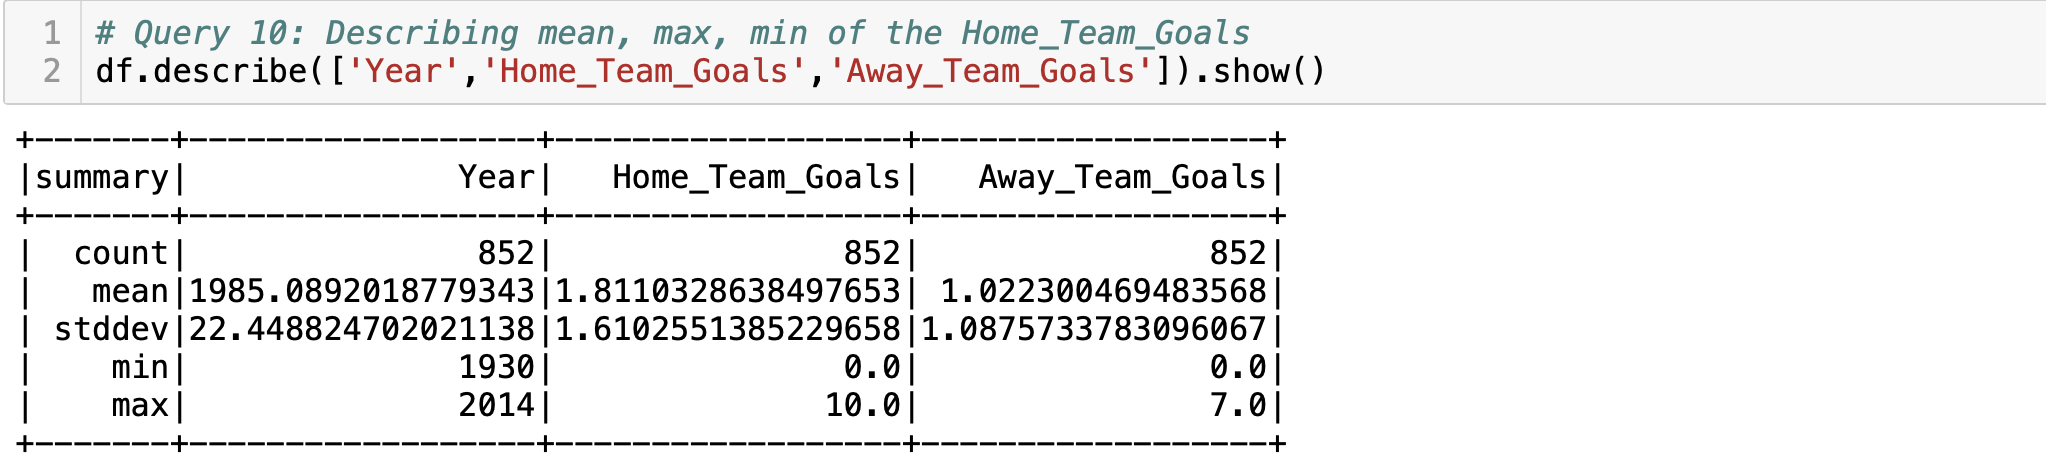 1 # Query 10: Describing mean, max, min of the Home_Team_Goals
2 df.describe(['Year','Home_Team_Goals','Away_Team_Goals']).show()
+-------+------------------+------------------+------------------+
|summary|              Year|   Home_Team_Goals|   Away_Team_Goals|
+-------+------------------+------------------+------------------+
|  count|               852|               852|               852|
|   mean|1985.0892018779343|1.8110328638497653| 1.022300469483568|
| stddev|22.448824702021138|1.6102551385229658|1.0875733783096067|
|    min|              1930|               0.0|               0.0|
|    max|              2014|              10.0|               7.0|
+-------+------------------+------------------+------------------+